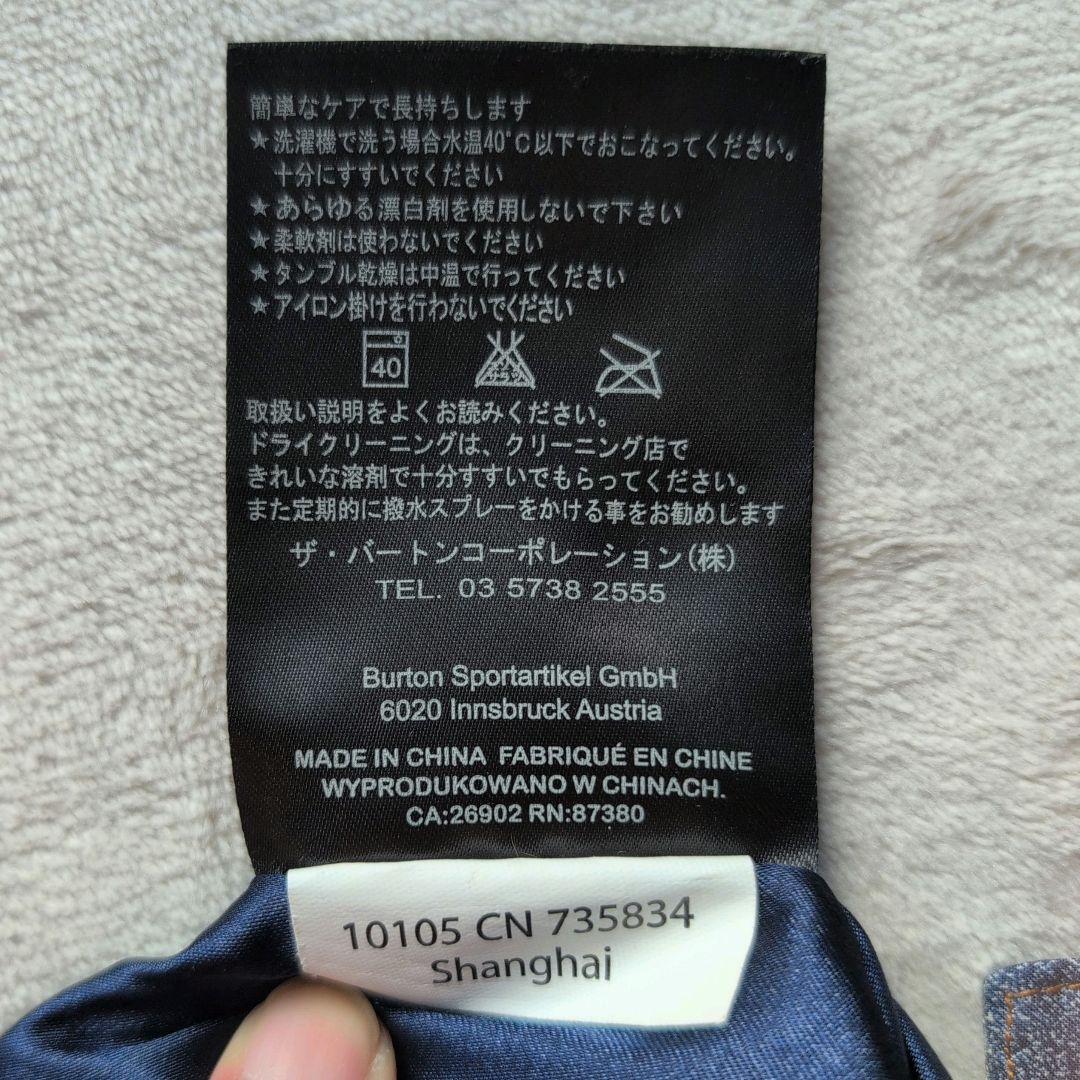 簡単なケアで長持ちします
★洗濯機で洗う場合水温40°C以下でおこなってください。
十分にすすいでください
★あらゆる漂白剤を使用しないで下さい
★柔軟剤は使わないでください
★タンブル乾燥は中温で行ってください
★アイロン掛けを行わないでください
40
取扱い説明をよくお読みください。
ドライクリーニングは、クリーニング店で
きれいな溶剤で十分すすいでもらってください。
また定期的に撥水スプレーをかける事をお勧めします
ザ・バートンコーポレーション(株)
TEL. 03 5738 2555
Burton Sportartikel GmbH
6020 Innsbruck Austria
MADE IN CHINA FABRIQUÉ EN CHINE
WYPRODUKOWANO W CHINACH.
CA:26902 RN:87380
10105 CN 735834
Shanghai